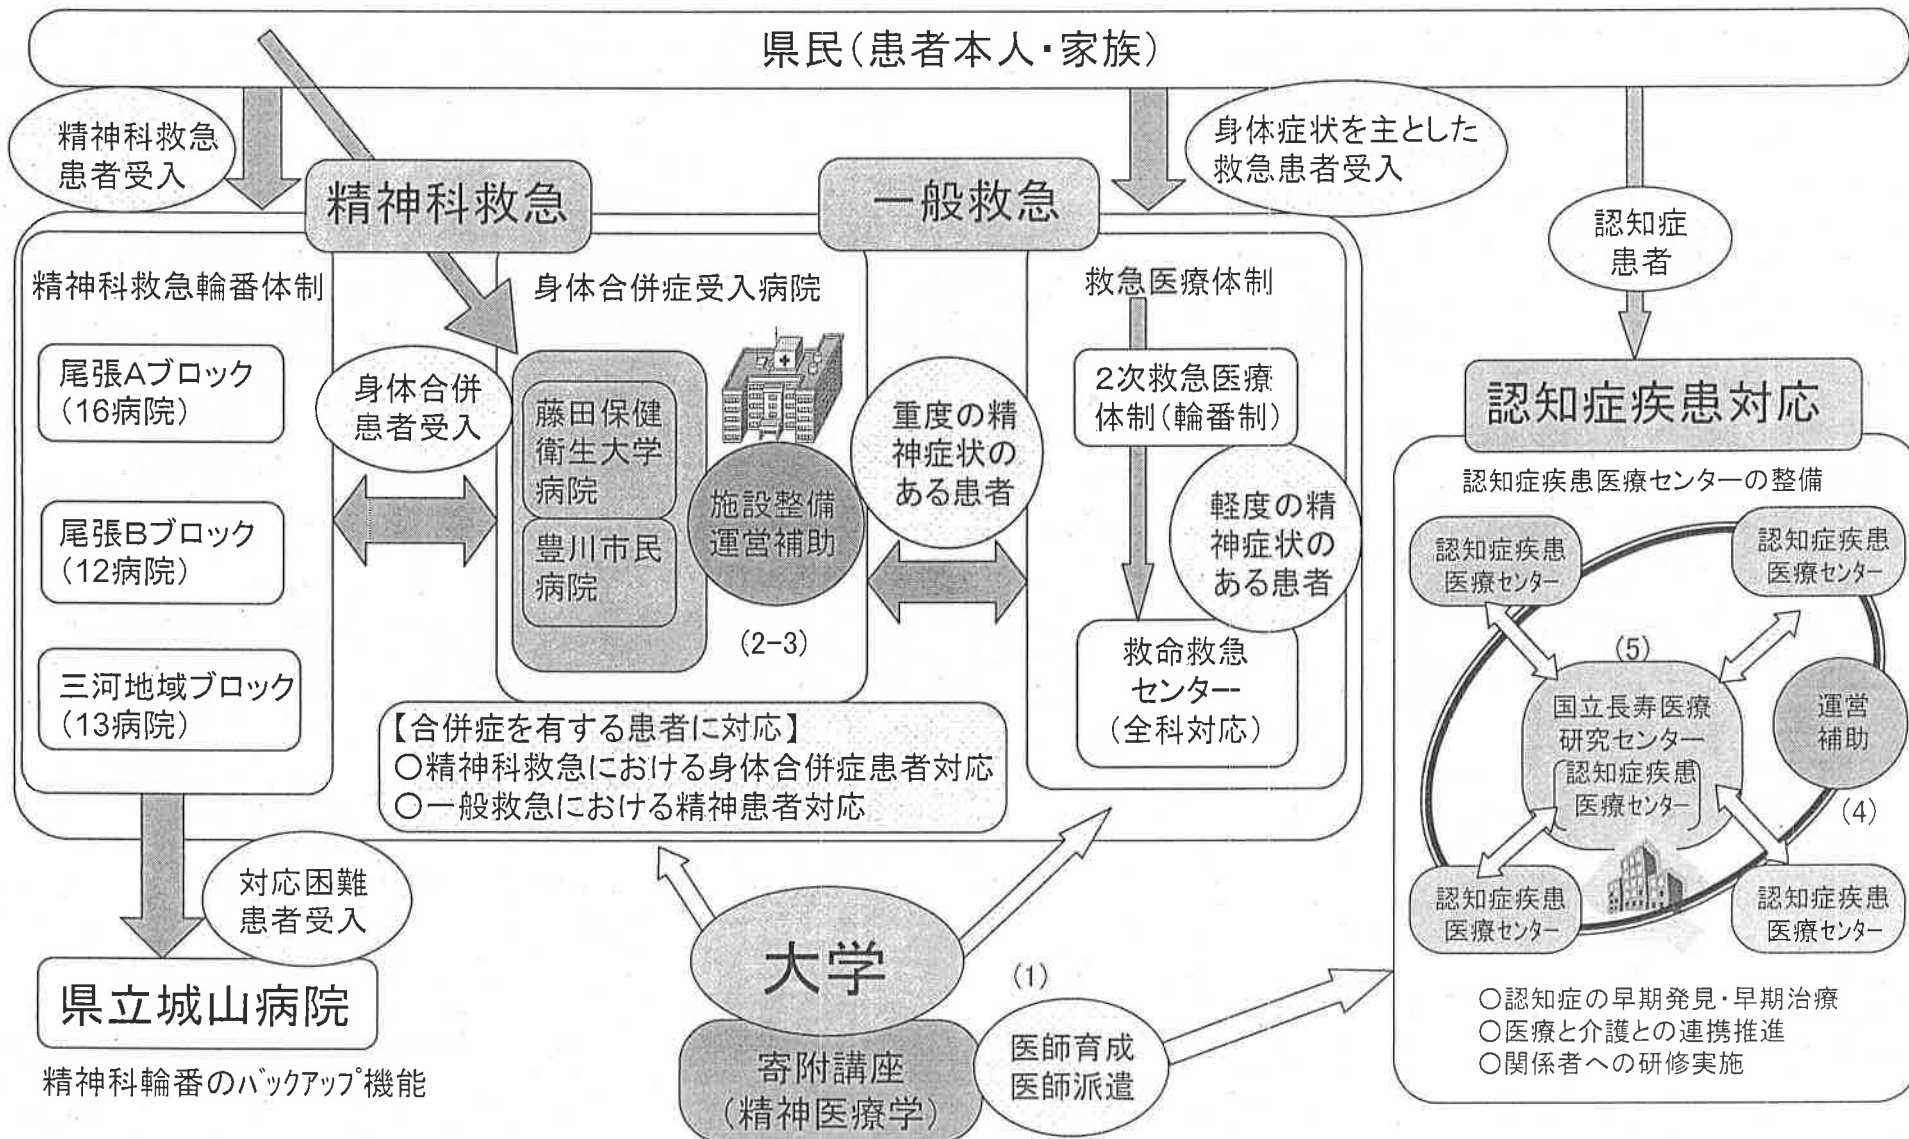 県民(患者本人・家族)
精神科救急
患者受入
身体症状を主とした
救急患者受入
精神科救急
一般救急
認知症
患者
精神科救急輪番体制
尾張Aブロック
(16病院)
尾張Bブロック
(12病院)
三河地域ブロック
(13病院)
身体合併
患者受入
身体合併症受入病院
藤田保健
衛生大学
病院
豊川市民
病院
施設整備
運営補助
(2-3)
重度の精
神症状の
ある患者
救急医療体制
2次救急医療
体制(輪番制)
軽度の精
神症状の
ある患者
救命救急
センター
(全科対応)
【合併症を有する患者に対応】
○精神科救急における身体合併症患者対応
○一般救急における精神患者対応
対応困難
患者受入
県立城山病院
精神科輪番のバックアップ機能
大学
寄附講座
(精神医療学)
(1)
医師育成
医師派遣
認知症疾患対応
認知症疾患医療センターの整備
認知症疾患
医療センター
認知症疾患
医療センター
(5)
国立長寿医療
研究センター
認知症疾患
医療センター
運営
補助
(4)
認知症疾患
医療センター
認知症疾患
医療センター
○認知症の早期発見・早期治療
○医療と介護との連携推進
○関係者への研修実施